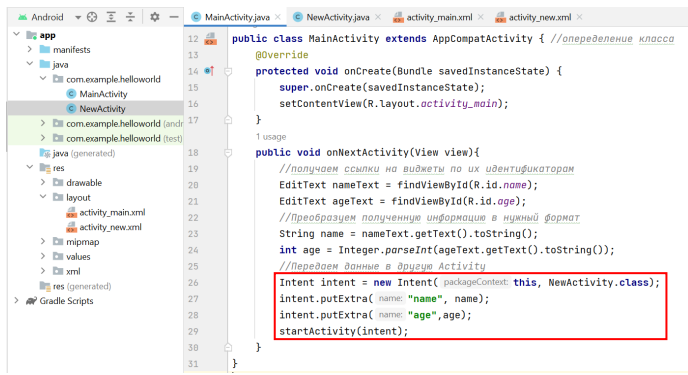 Android
MainActivity.java
NewActivity.java
activity_main.xml
activity_new.xml
app
manifests
java
com.example.helloworld
MainActivity
NewActivity
com.example.helloworld (andr
com.example.helloworld (test)
java (generated)
res
drawable
layout
activity_main.xml
activity_new.xml
mipmap
values
xml
res (generated)
Gradle Scripts
12 public class MainActivity extends AppCompatActivity { //опеределение класса
13 @Override
14 protected void onCreate(Bundle savedInstanceState) {
15 super.onCreate(savedInstanceState);
16 setContentView(R.layout.activity_main);
17 }
1 usage
18 public void onNextActivity(View view){
19 //получаем ссылки на виджеты по их идентификаторам
20 EditText nameText = findViewById(R.id.name);
21 EditText ageText = findViewById(R.id.age);
22 //Преобразуем полученную информацию в нужный формат
23 String name = nameText.getText().toString();
24 int age = Integer.parseInt(ageText.getText().toString());
25 //Передаем данные в другую Activity
26 Intent intent = new Intent( packageContext: this, NewActivity.class);
27 intent.putExtra( name: "name", name);
28 intent.putExtra( name: "age",age);
29 startActivity(intent);
30 }
31 }